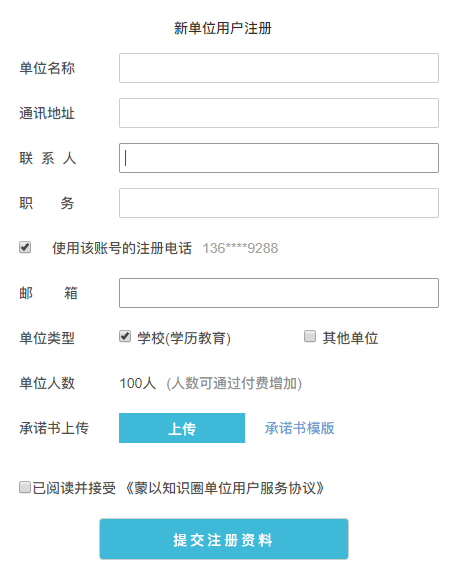 新单位用户注册
单位名称
通讯地址
联 系 人
职 务
使用该账号的注册电话 136****9288
邮 箱
单位类型 学校(学历教育) 其他单位
单位人数 100人 (人数可通过付费增加)
承诺书上传 上传 承诺书模版
已阅读并接受 《蒙以知识圈单位用户服务协议》
提交注册资料